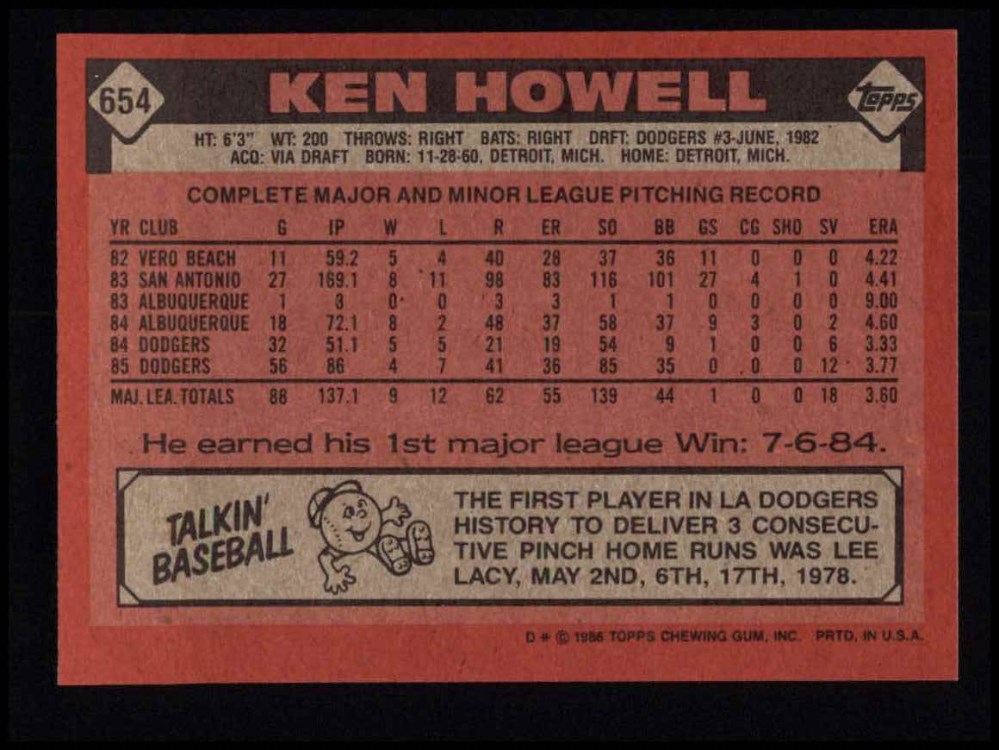 654
KEN HOWELL
Topps
HT: 6'3" WT: 200 THROWS: RIGHT BATS: RIGHT DRFT: DODGERS #3-JUNE, 1982
ACQ: VIA DRAFT BORN: 11-28-60, DETROIT, MICH. HOME: DETROIT, MICH.
COMPLETE MAJOR AND MINOR LEAGUE PITCHING RECORD
YR CLUB G IP W L R ER SO BB GS CG SHO SV ERA
82 VERO BEACH 11 59.2 5 4 40 28 37 36 11 0 0 0 4.22
83 SAN ANTONIO 27 169.1 8 11 98 83 116 101 27 4 1 0 4.41
83 ALBUQUERQUE 1 3 0 0 3 3 1 1 0 0 0 0 9.00
84 ALBUQUERQUE 18 72.1 8 2 48 37 58 37 9 3 0 2 4.60
84 DODGERS 32 51.1 5 5 21 19 54 9 1 0 0 6 3.33
85 DODGERS 56 86 4 7 41 36 85 35 0 0 0 12 3.77
MAJ. LEA. TOTALS 88 137.1 9 12 62 55 139 44 1 0 0 18 3.60
He earned his 1st major league Win: 7-6-84.
TALKIN'
BASEBALL
THE FIRST PLAYER IN LA DODGERS
HISTORY TO DELIVER 3 CONSECU-
TIVE PINCH HOME RUNS WAS LEE
LACY, MAY 2ND, 6TH, 17TH, 1978.
D * © 1986 TOPPS CHEWING GUM, INC. PRTD. IN U.S.A.